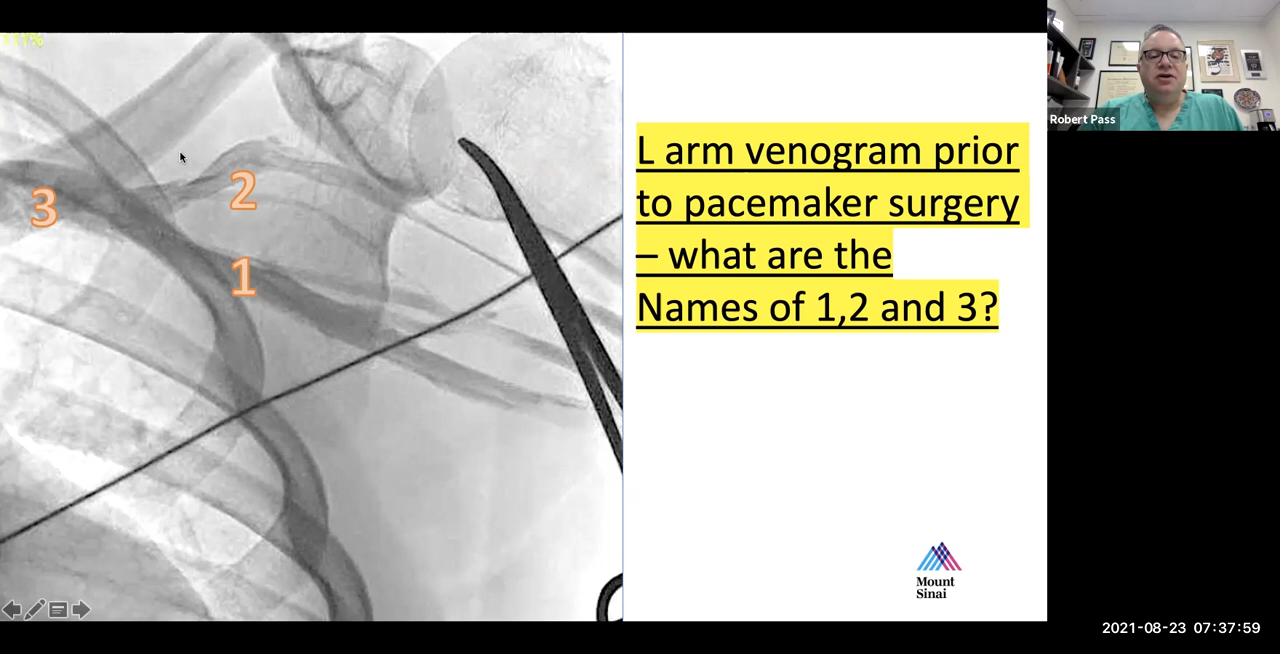 111%
3
2
1
L arm venogram prior
to pacemaker surgery
– what are the
Names of 1,2 and 3?
Mount
Sinai
Robert Pass
2021-08-23 07:37:59